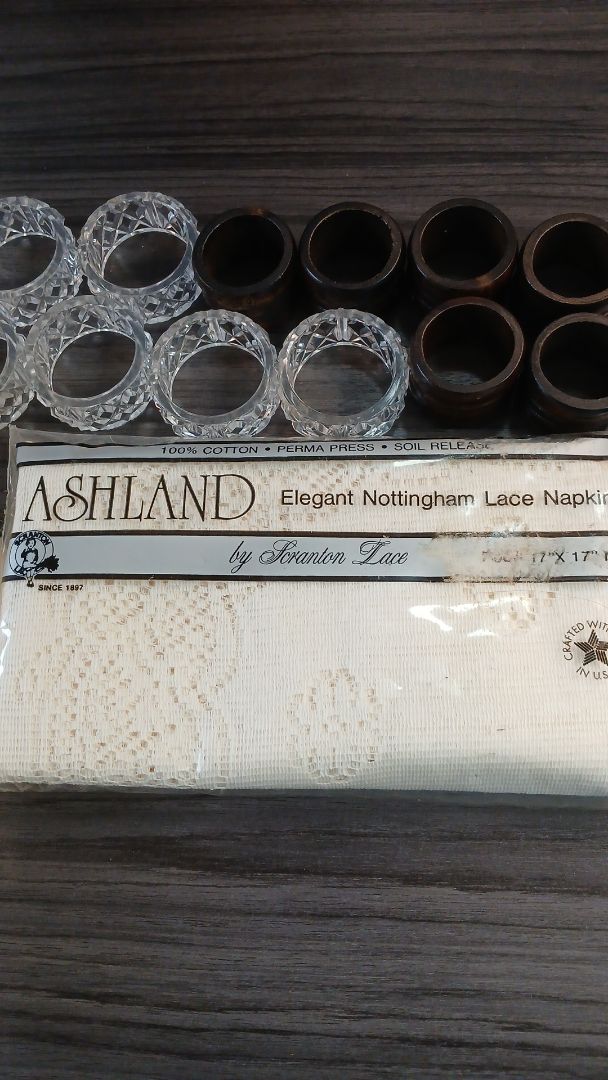 100% COTTON • PERMA PRESS • SOIL RELEASE
ASHLAND
Elegant Nottingham Lace Napkin
by Scranton Lace
17"X 17"
SCRANTON
SINCE 1897
CRAFTED WITH
IN U.S.